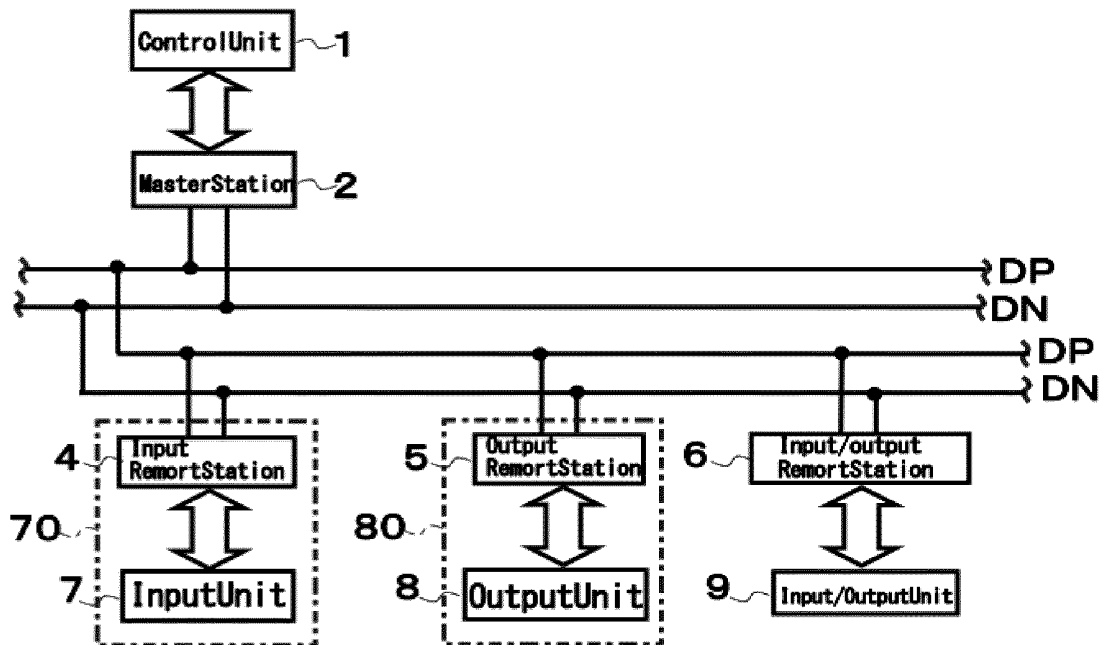 ControlUnit 1
MasterStation 2
DP
DN
DP
DN
4 Input
RemortStation
5 Output
RemortStation
6 Input/output
RemortStation
70
80
7 InputUnit
8 OutputUnit
9 Input/OutputUnit